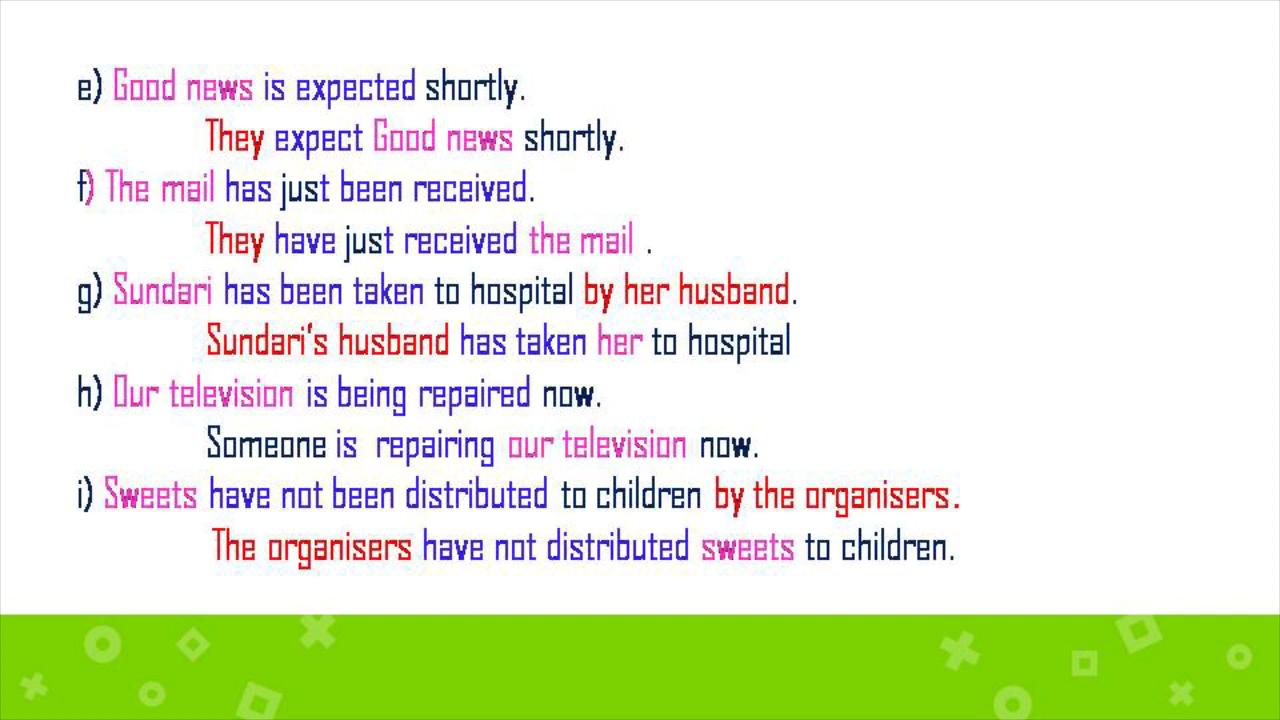 e) Good news is expected shortly.
They expect Good news shortly.
f) The mail has just been received.
They have just received the mail .
g) Sundari has been taken to hospital by her husband.
Sundari's husband has taken her to hospital
h) Our television is being repaired now.
Someone is repairing our television now.
i) Sweets have not been distributed to children by the organisers.
The organisers have not distributed sweets to children.